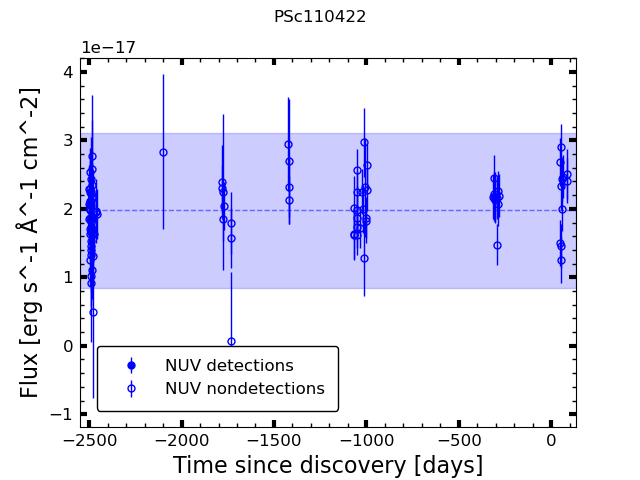 PSc110422
1e−17
4
3
2
1
0
−1
Flux [erg s^-1 Å^-1 cm^-2]
NUV detections
NUV nondetections
−2500 −2000 −1500 −1000 −500 0
Time since discovery [days]